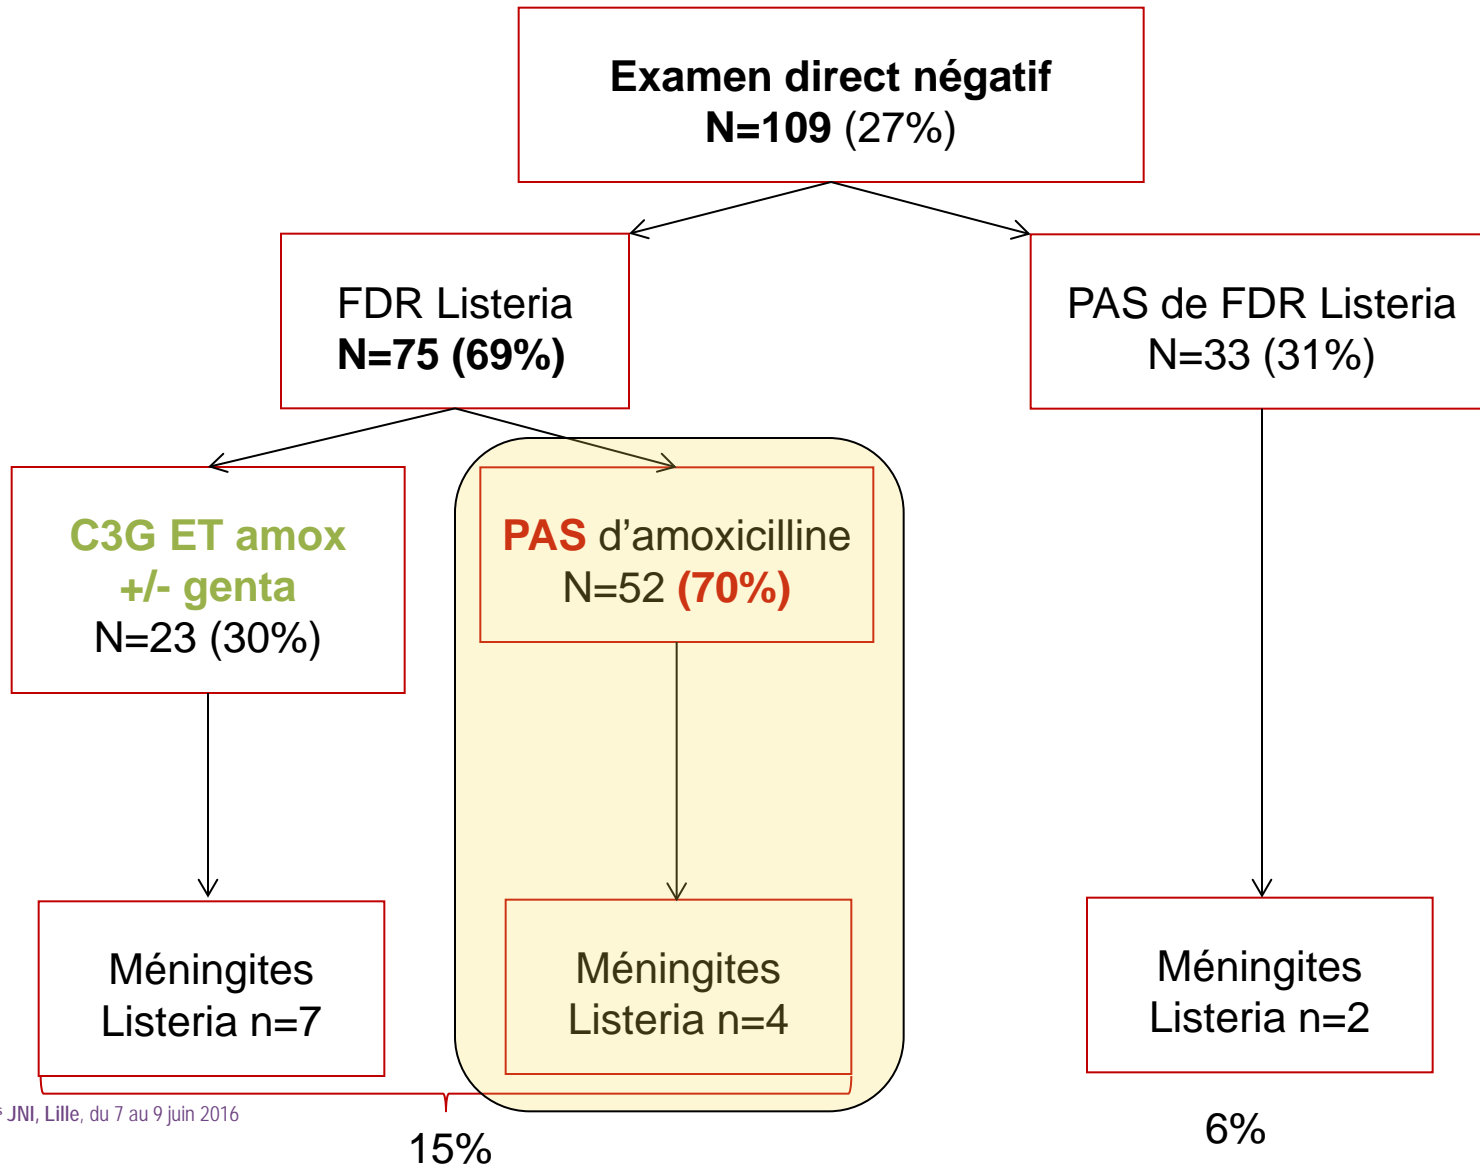 Examen direct négatif
N=109 (27%)
FDR Listeria
N=75 (69%)
PAS de FDR Listeria
N=33 (31%)
C3G ET amox
+/- genta
N=23 (30%)
PAS d’amoxicilline
N=52 (70%)
Méningites
Listeria n=7
Méningites
Listeria n=4
Méningites
Listeria n=2
JNI, Lille, du 7 au 9 juin 2016
15%
6%